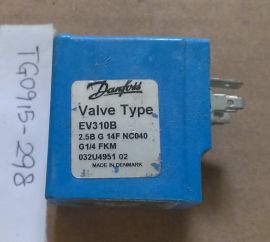 TG0915-298
Danfoss
Valve Type
EV310B
2.5B G 14F NC040
G1/4 FKM
032U4951 02
MADE IN DENMARK